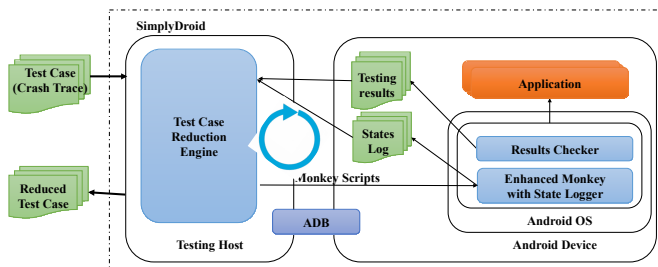 SimplyDroid
Test Case
(Crash Trace)
Reduced
Test Case
Test Case
Reduction
Engine
Testing Host
Testing
results
States
Log
Monkey Scripts
ADB
Application
Results Checker
Enhanced Monkey
with State Logger
Android OS
Android Device